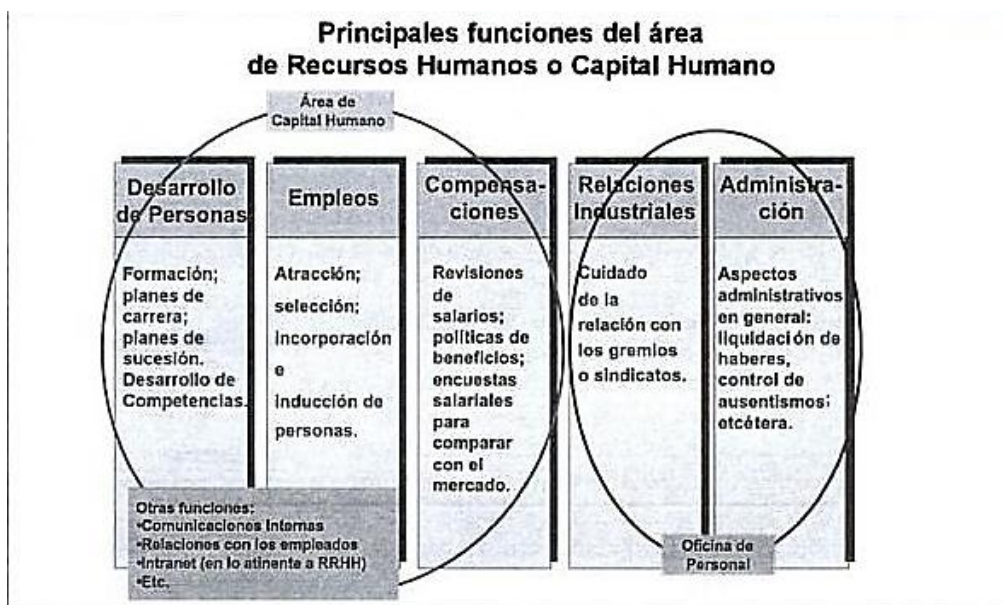 Principales funciones del área
de Recursos Humanos o Capital Humano
Área de
Capital Humano
Desarrollo
de Personas
Formación;
planes de
carrera;
planes de
sucesión.
Desarrollo de
Competencias.
Empleos
Atracción;
selección;
incorporación
e
inducción de
personas.
Compensa-
ciones
Revisiones
de
salarios;
políticas de
beneficios;
encuestas
salariales
para
comparar
con el
mercado.
Relaciones
Industriales
Cuidado
de la
relación con
los gremios
o sindicatos.
Administra-
ción
Aspectos
administrativos
en general:
liquidación de
haberes,
control de
ausentismos;
etcétera.
Otras funciones:
•Comunicaciones Internas
•Relaciones con los empleados
•Intranet (en lo atinente a RRHH)
•Etc.
Oficina de
Personal